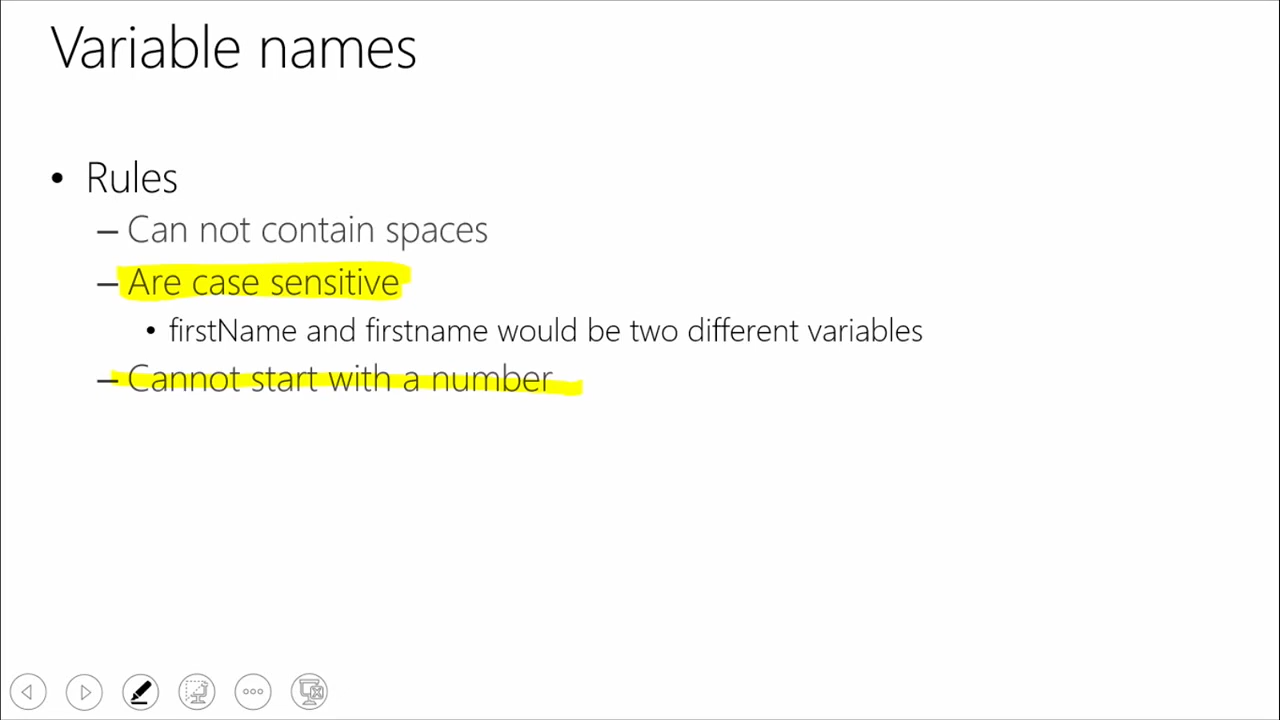 Variable names
• Rules
– Can not contain spaces
– Are case sensitive
• firstName and firstname would be two different variables
– Cannot start with a number